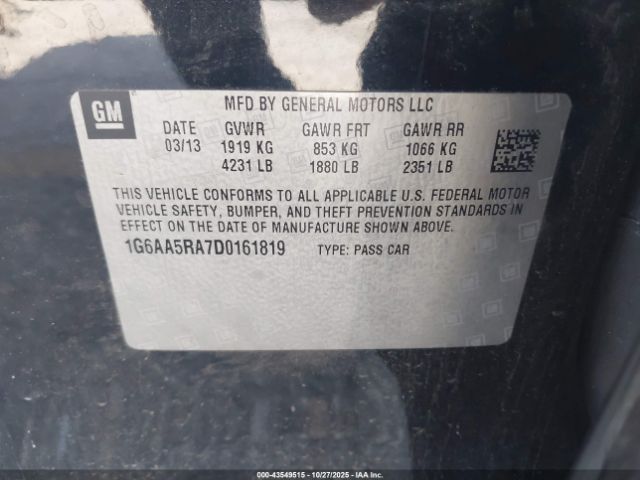 GM
MFD BY GENERAL MOTORS LLC
DATE GVWR GAWR FRT GAWR RR
03/13 1919 KG 853 KG 1066 KG
4231 LB 1880 LB 2351 LB
THIS VEHICLE CONFORMS TO ALL APPLICABLE U.S. FEDERAL MOTOR
VEHICLE SAFETY, BUMPER, AND THEFT PREVENTION STANDARDS IN
EFFECT ON THE DATE OF MANUFACTURE SHOWN ABOVE.
1G6AA5RA7D0161819 TYPE: PASS CAR
000-43549515 - 10/27/2025 - IAAI.com